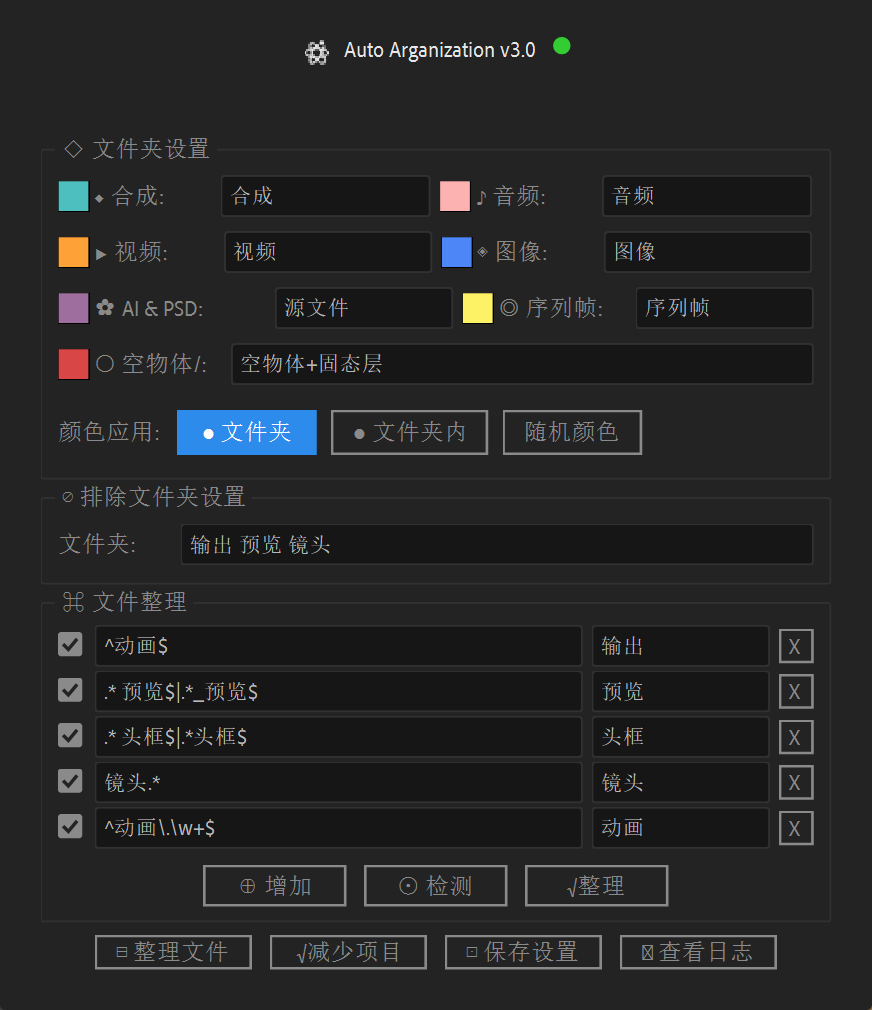 Auto Arganization v3.0
◇ 文件夹设置
◆ 合成: 合成 ♪ 音频: 音频
▶ 视频: 视频 ◈ 图像: 图像
✿ AI & PSD: 源文件 ◎ 序列帧: 序列帧
○ 空物体/: 空物体+固态层
颜色应用: ● 文件夹 ● 文件夹内 随机颜色
⊘ 排除文件夹设置
文件夹: 输出 预览 镜头
⌘ 文件整理
^动画$ 输出 X
.* 预览$|.*_预览$ 预览 X
.* 头框$|.*头框$ 头框 X
镜头.* 镜头 X
^动画\.\w+$ 动画 X
⊕ 增加 ⊙ 检测 √整理
⊟ 整理文件 √减少项目 ⊡ 保存设置 查看日志